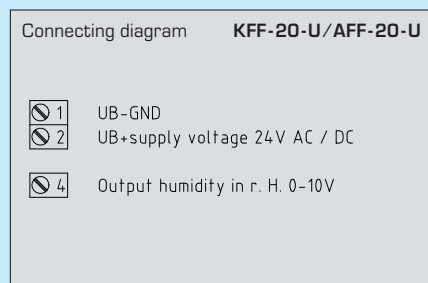 Connecting diagram KFF-20-U/AFF-20-U
1 UB-GND
2 UB+supply voltage 24V AC / DC
4 Output humidity in r. H. 0-10V